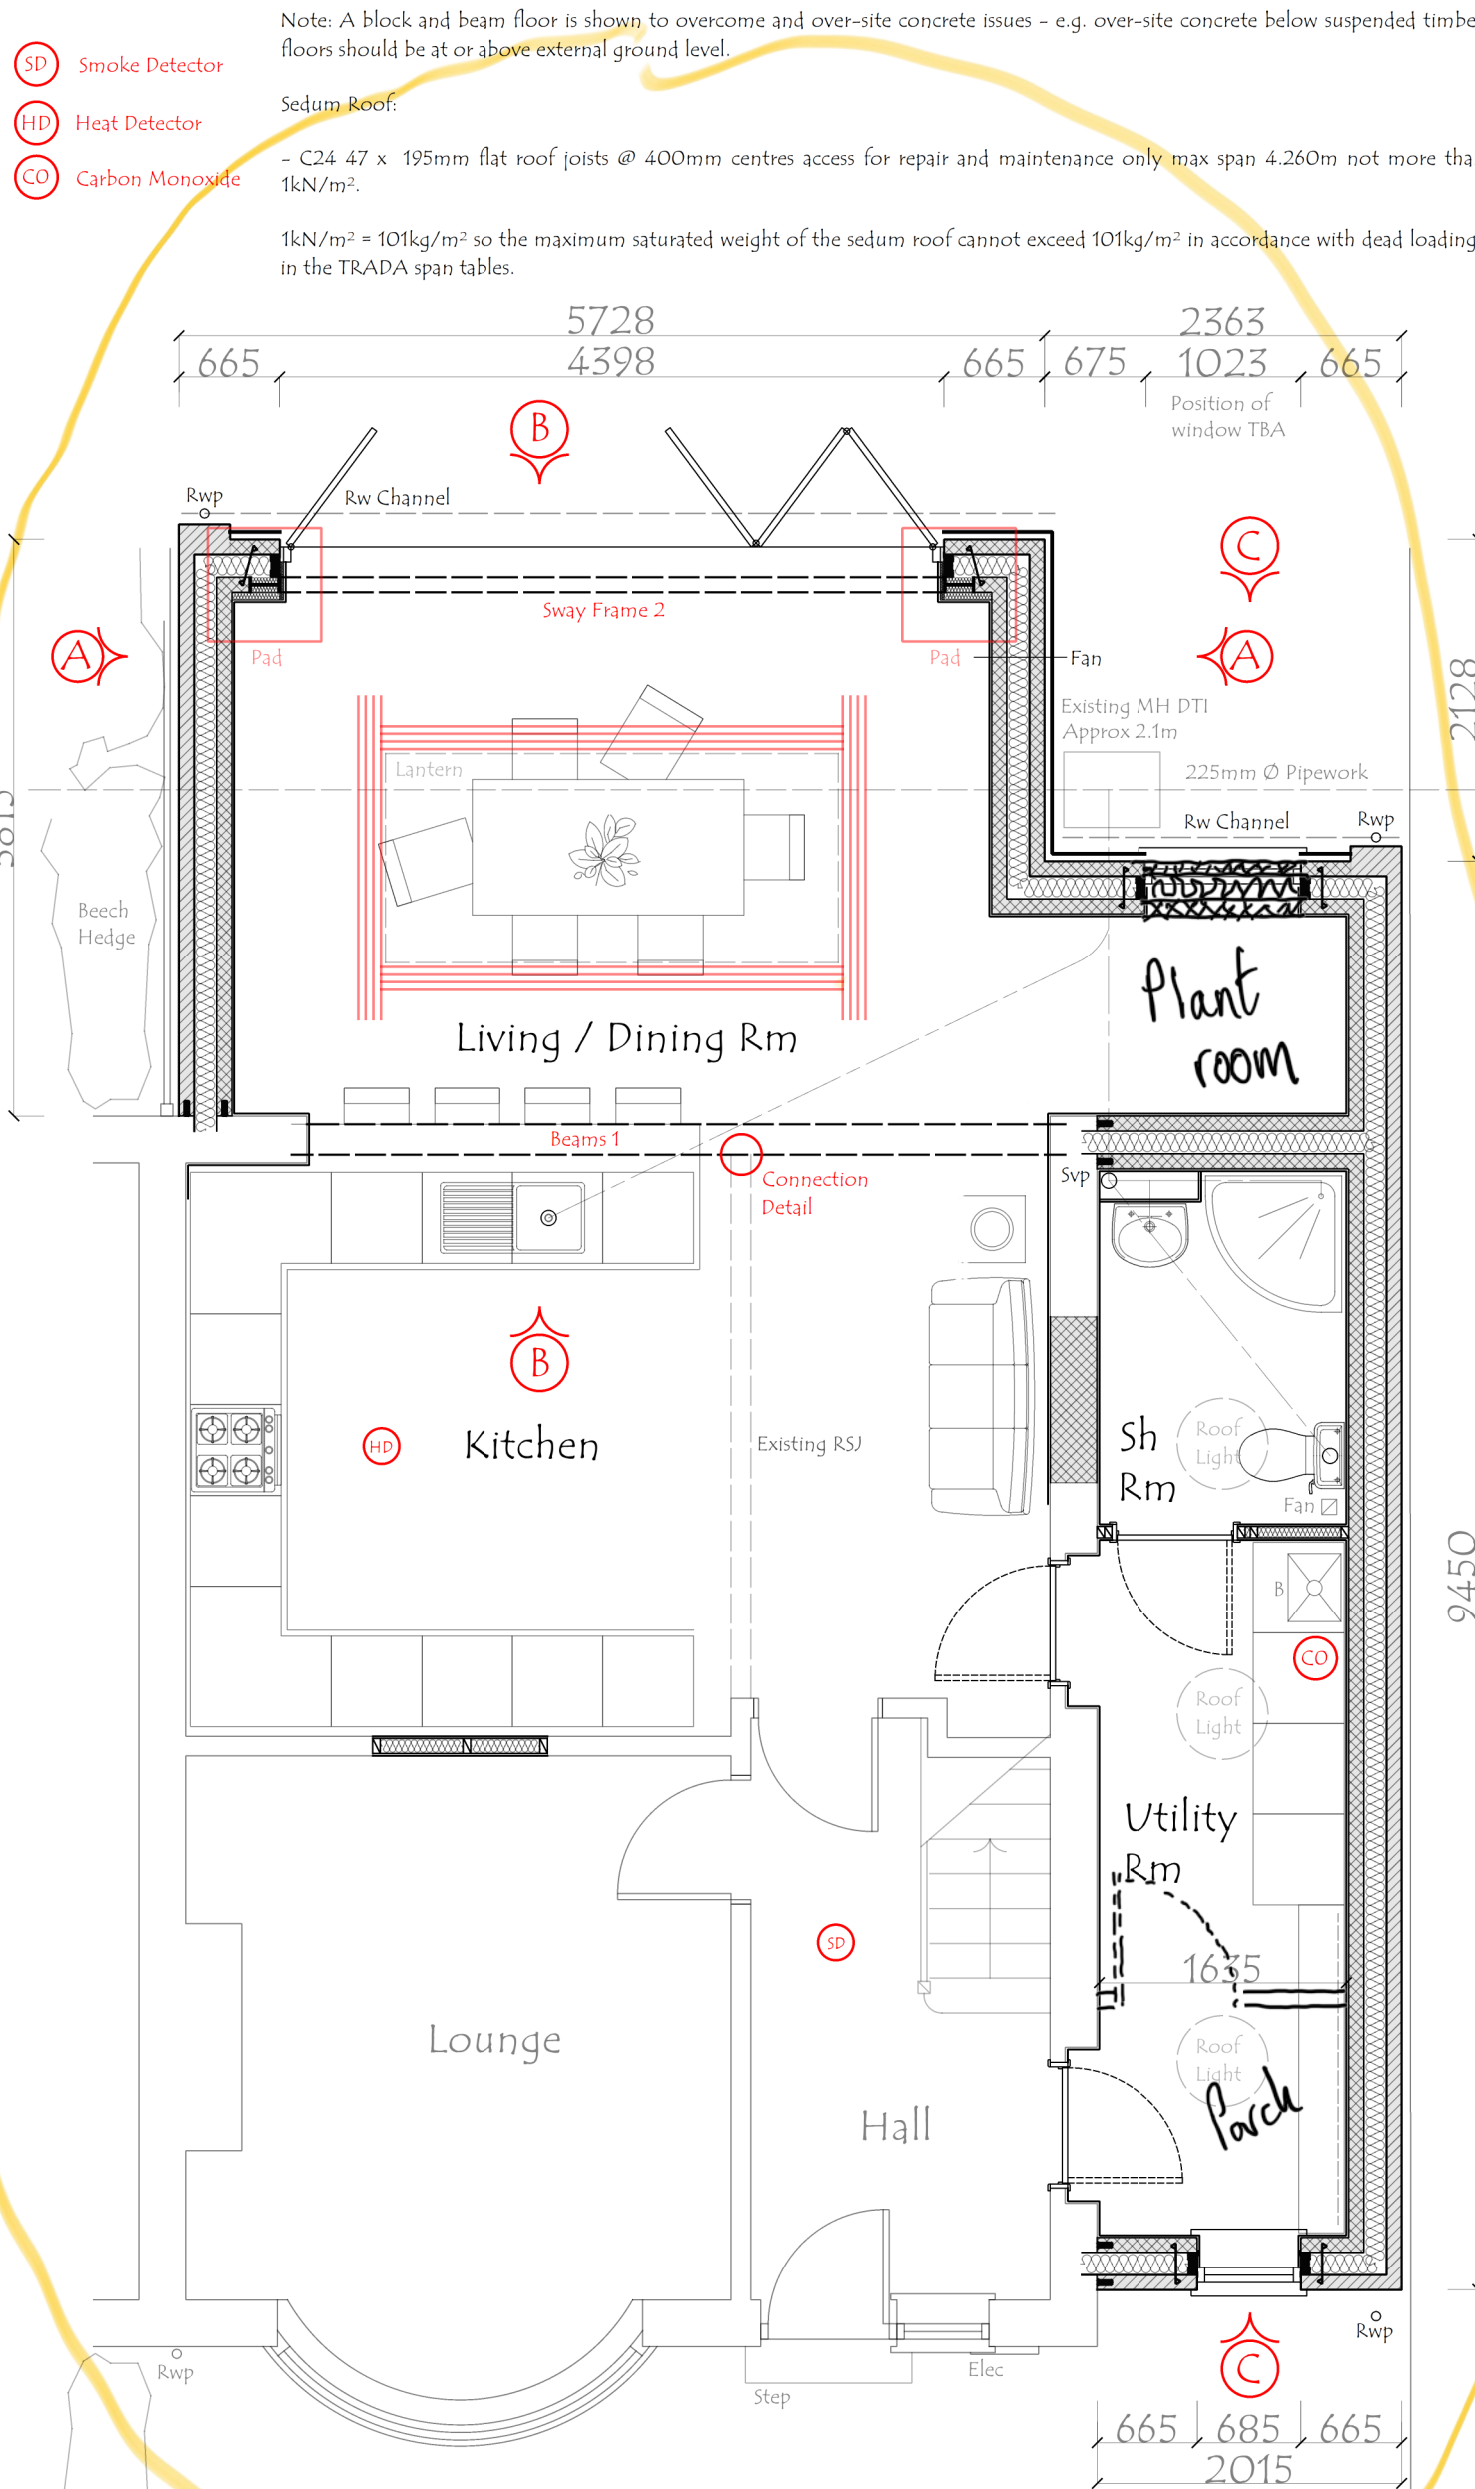 Note: A block and beam floor is shown to overcome and over-site concrete issues - e.g. over-site concrete below suspended timbe
floors should be at or above external ground level.
SD Smoke Detector
HD Heat Detector
CO Carbon Monoxide
Sedum Roof:
- C24 47 x 195mm flat roof joists @ 400mm centres access for repair and maintenance only max span 4.260m not more tha
1kN/m².
1kN/m² = 101kg/m² so the maximum saturated weight of the sedum roof cannot exceed 101kg/m² in accordance with dead loading
in the TRADA span tables.
5728 2363
665 4398 665 675 1023 665
Position of
window TBA
B
Rwp
Rw Channel
C
Sway Frame 2
A
Pad
Pad
Fan
A
2128
Existing MH DTI
Approx 2.1m
Lantern
225mm Ø Pipework
Rw Channel
Rwp
Beech
Hedge
Plant
room
Living / Dining Rm
Beams 1
Connection
Detail
Svp
B
HD
Kitchen
Existing RSJ
Sh
Rm
Roof
Light
Fan
9450
B
CO
Roof
Light
Utility
Rm
SD
1635
Lounge
Roof
Light
Porch
Hall
Rwp
Rwp
Step
Elec
C
665 685 665
2015